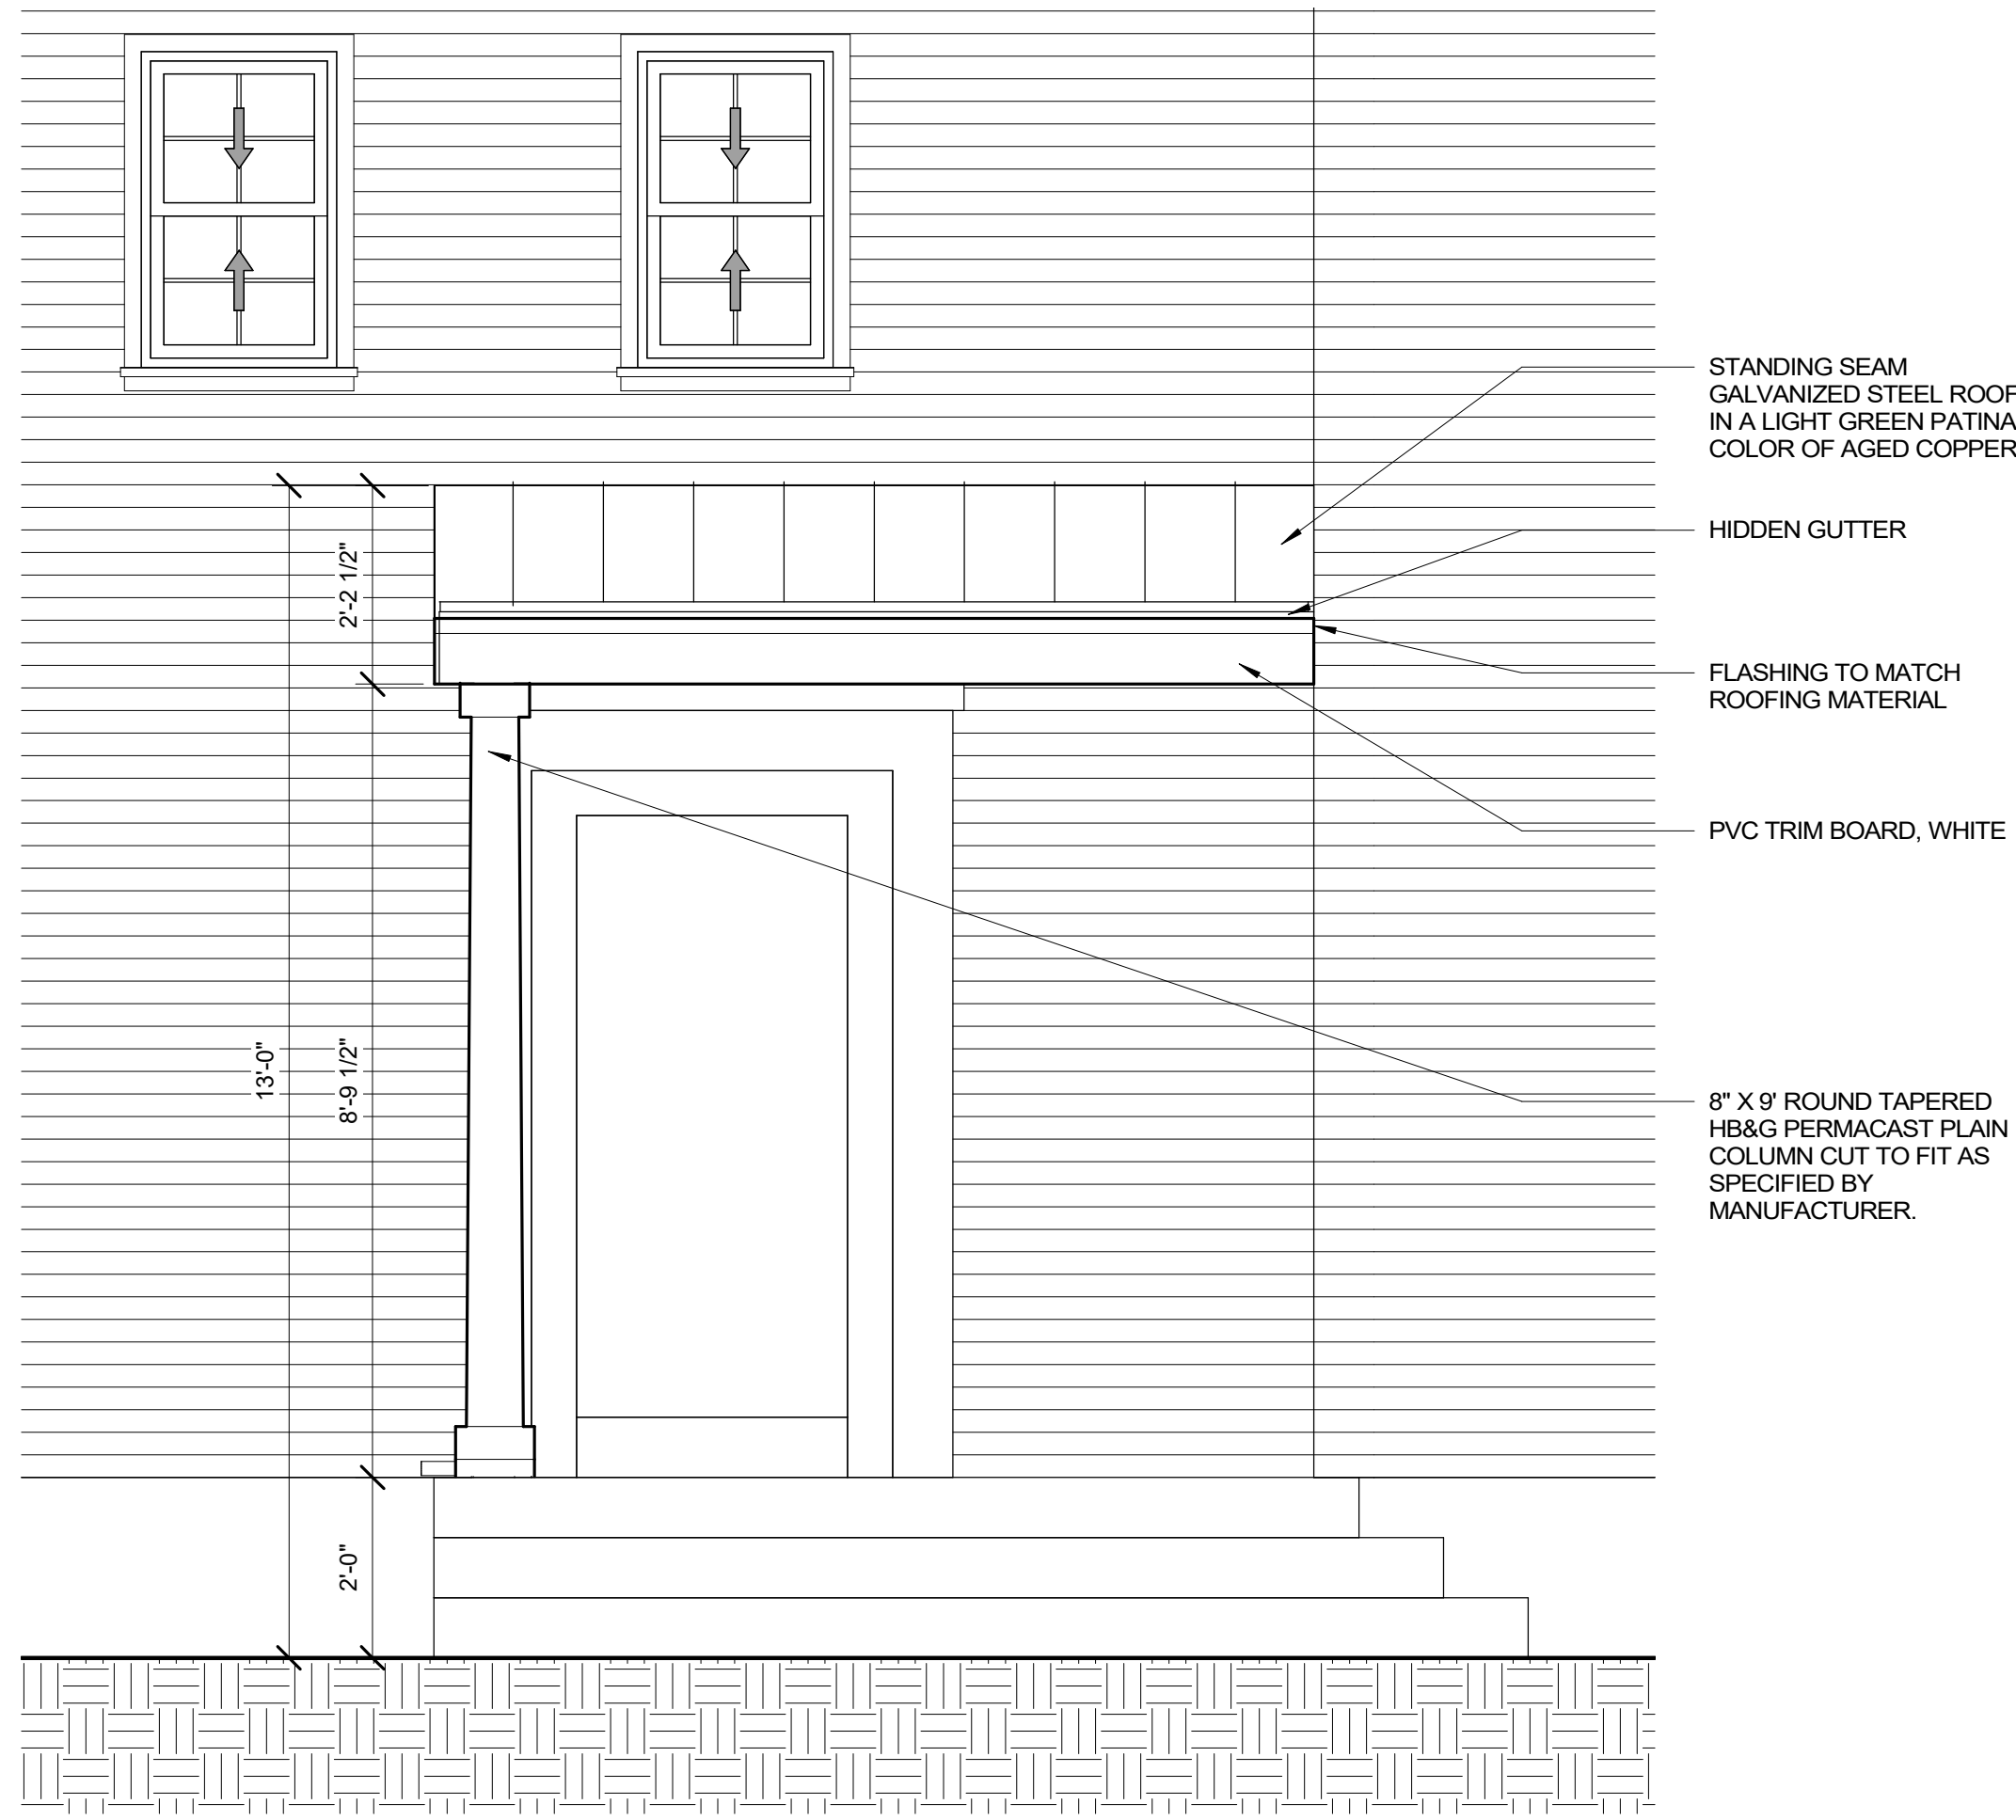 STANDING SEAM
GALVANIZED STEEL ROOF
IN A LIGHT GREEN PATINA
COLOR OF AGED COPPER
HIDDEN GUTTER
2'-2 1/2"
FLASHING TO MATCH
ROOFING MATERIAL
PVC TRIM BOARD, WHITE
13'-0"
8'-9 1/2"
8" X 9' ROUND TAPERED
HB&G PERMACAST PLAIN
COLUMN CUT TO FIT AS
SPECIFIED BY
MANUFACTURER.
2'-0"